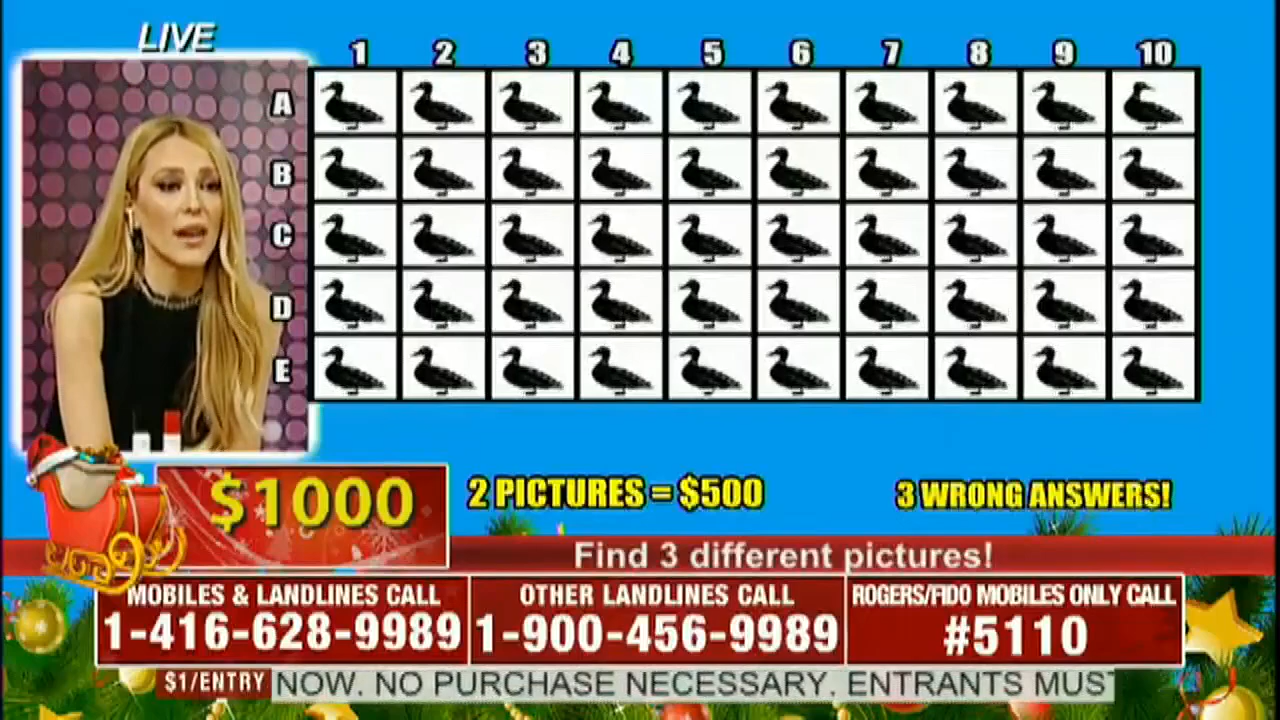 LIVE
1 2 3 4 5 6 7 8 9 10
A
B
C
D
E
$1000
2 PICTURES = $500
3 WRONG ANSWERS!
Find 3 different pictures!
MOBILES & LANDLINES CALL
1-416-628-9989
OTHER LANDLINES CALL
1-900-456-9989
ROGERS/FIDO MOBILES ONLY CALL
#5110
$1/ENTRY
NOW. NO PURCHASE NECESSARY. ENTRANTS MUST